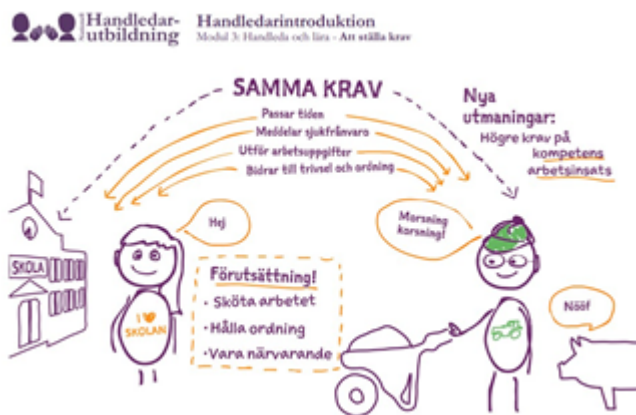 Handledar-
utbildning
Handledarintroduktion
Modul 3: Handleda och lära - Att ställa krav
SAMMA KRAV
Passar tiden
Meddelar sjukfrånvaro
Utför arbetsuppgifter
Bidrar till trivsel och ordning
Nya
utmaningar:
Högre krav på
kompetens
arbetsinsats
Hej
Morsning
korsning!
SKOLA
I
SKOLAN
Förutsättning!
• Sköta arbetet
• Hålla ordning
• Vara närvarande
Nööf